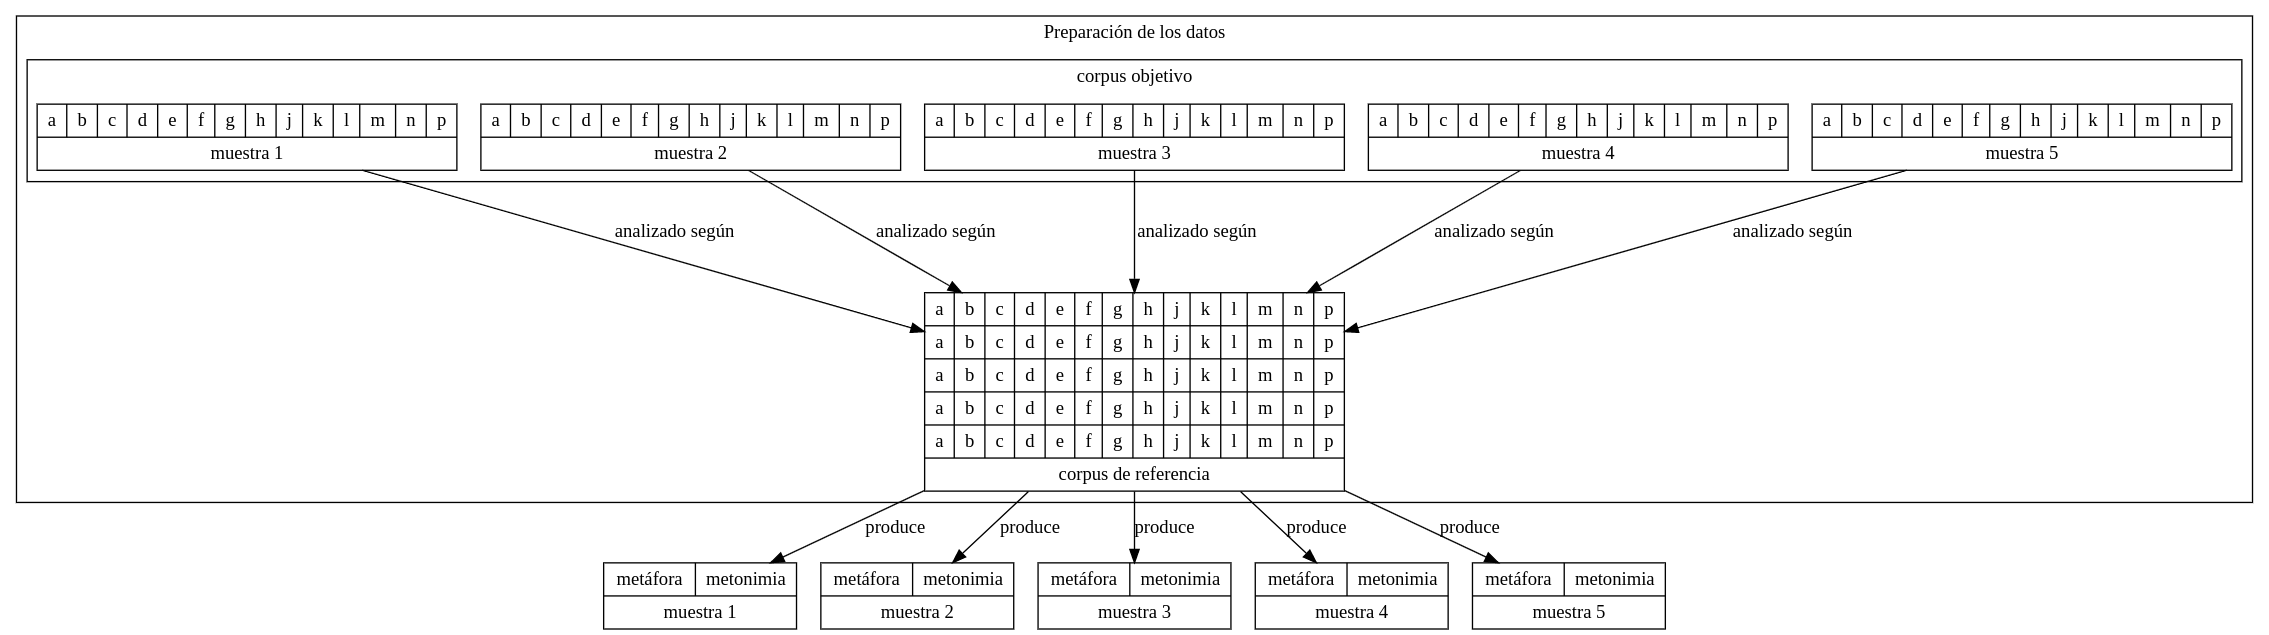 Preparación de los datos
corpus objetivo
a b c d e f g h j k l m n p a b c d e f g h j k l m n p a b c d e f g h j k l m n p a b c d e f g h j k l m n p a b c d e f g h j k l m n p
muestra 1 muestra 2 muestra 3 muestra 4 muestra 5
analizado según analizado según analizado según analizado según analizado según
a b c d e f g h j k l m n p
a b c d e f g h j k l m n p
a b c d e f g h j k l m n p
a b c d e f g h j k l m n p
a b c d e f g h j k l m n p
corpus de referencia
produce produce produce produce produce
metáfora metonimia metáfora metonimia metáfora metonimia metáfora metonimia metáfora metonimia
muestra 1 muestra 2 muestra 3 muestra 4 muestra 5